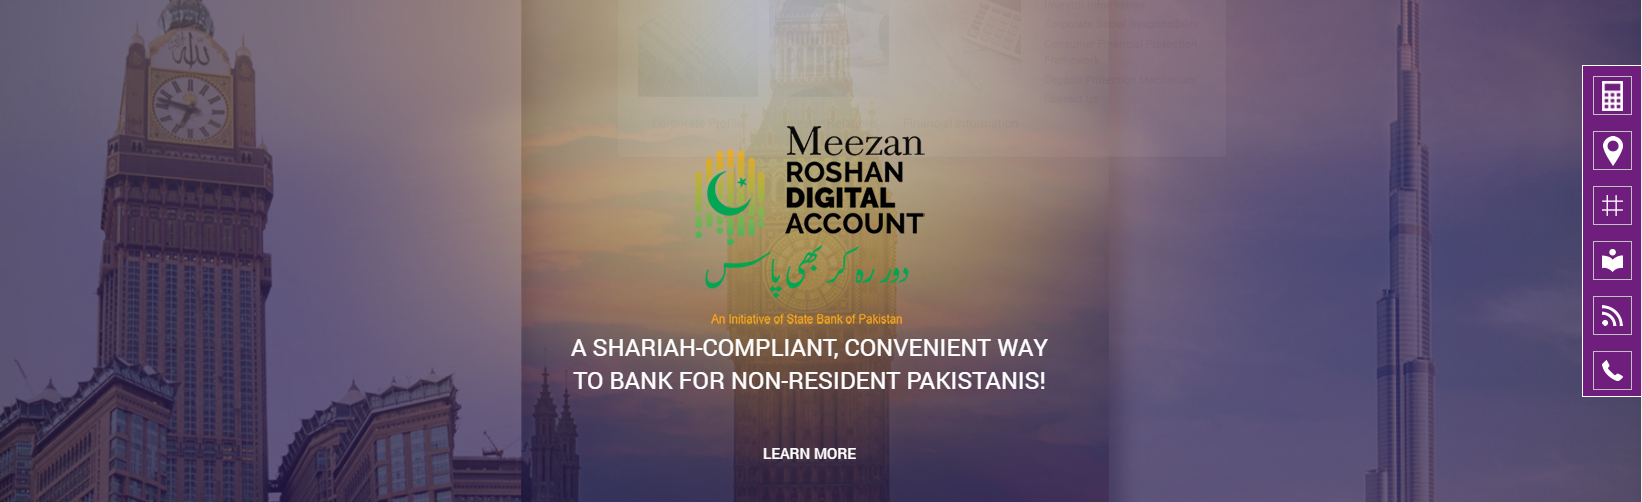 Meezan
ROSHAN
DIGITAL
ACCOUNT
دور رہ کر بھی پاس
An Initiative of State Bank of Pakistan
A SHARIAH-COMPLIANT, CONVENIENT WAY
TO BANK FOR NON-RESIDENT PAKISTANIS!
LEARN MORE